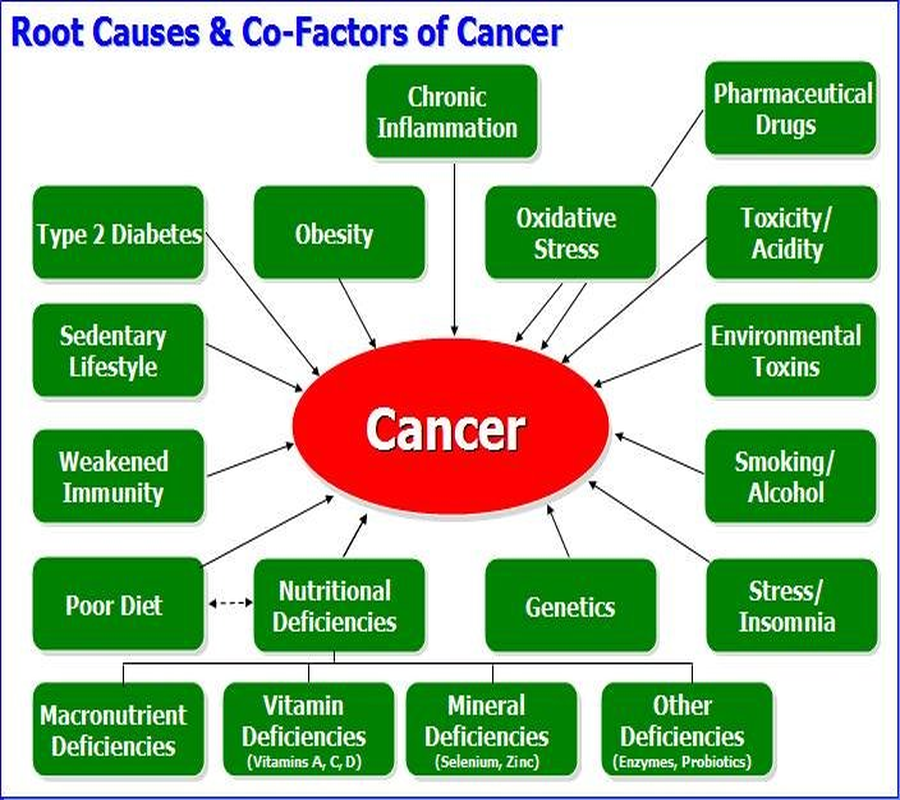 Root Causes & Co-Factors of Cancer
Chronic
Inflammation
Pharmaceutical
Drugs
Type 2 Diabetes
Obesity
Oxidative
Stress
Toxicity/
Acidity
Sedentary
Lifestyle
Environmental
Toxins
Cancer
Weakened
Immunity
Smoking/
Alcohol
Poor Diet
Nutritional
Deficiencies
Genetics
Stress/
Insomnia
Macronutrient
Deficiencies
Vitamin
Deficiencies
(Vitamins A, C, D)
Mineral
Deficiencies
(Selenium, Zinc)
Other
Deficiencies
(Enzymes, Probiotics)